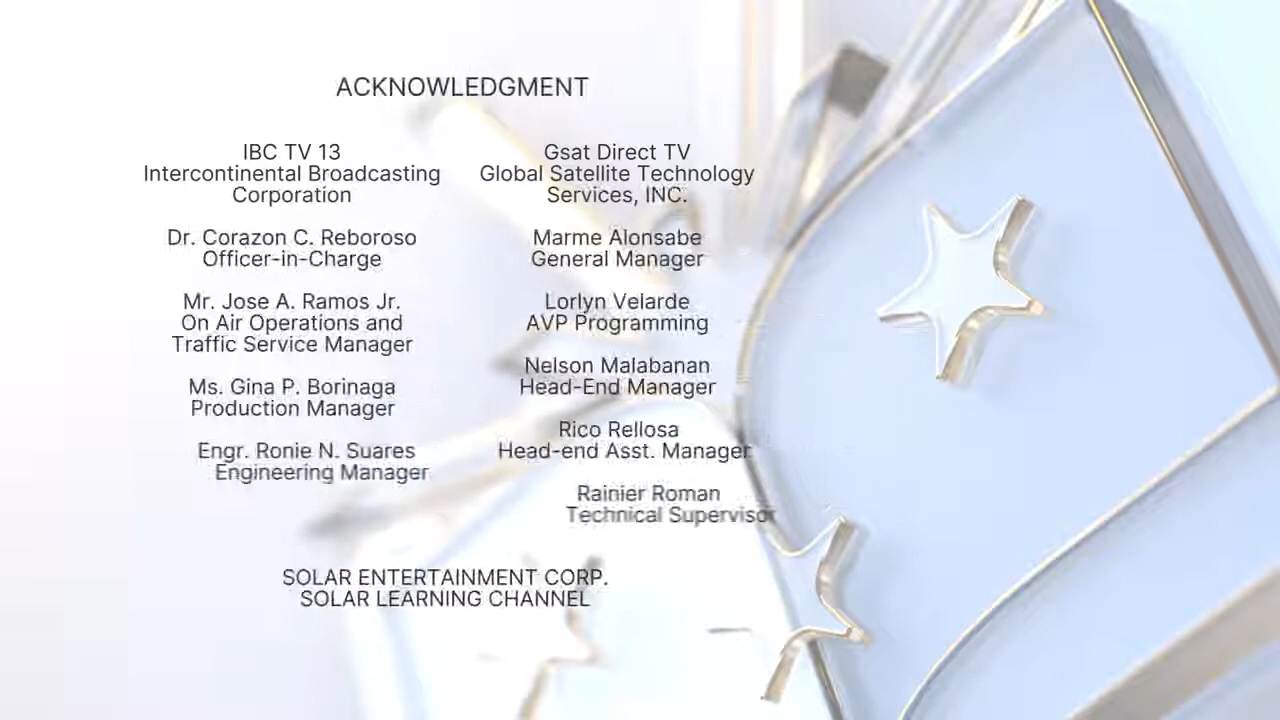 ACKNOWLEDGMENT
IBC TV 13
Intercontinental Broadcasting
Corporation
Dr. Corazon C. Reboroso
Officer-in-Charge
Mr. Jose A. Ramos Jr.
On Air Operations and
Traffic Service Manager
Ms. Gina P. Borinaga
Production Manager
Engr. Ronie N. Suares
Engineering Manager
Gsat Direct TV
Global Satellite Technology
Services, INC.
Marme Alonsabe
General Manager
Lorlyn Velarde
AVP Programming
Nelson Malabanan
Head-End Manager
Rico Rellosa
Head-end Asst. Manager
Rainier Roman
Technical Supervisor
SOLAR ENTERTAINMENT CORP.
SOLAR LEARNING CHANNEL